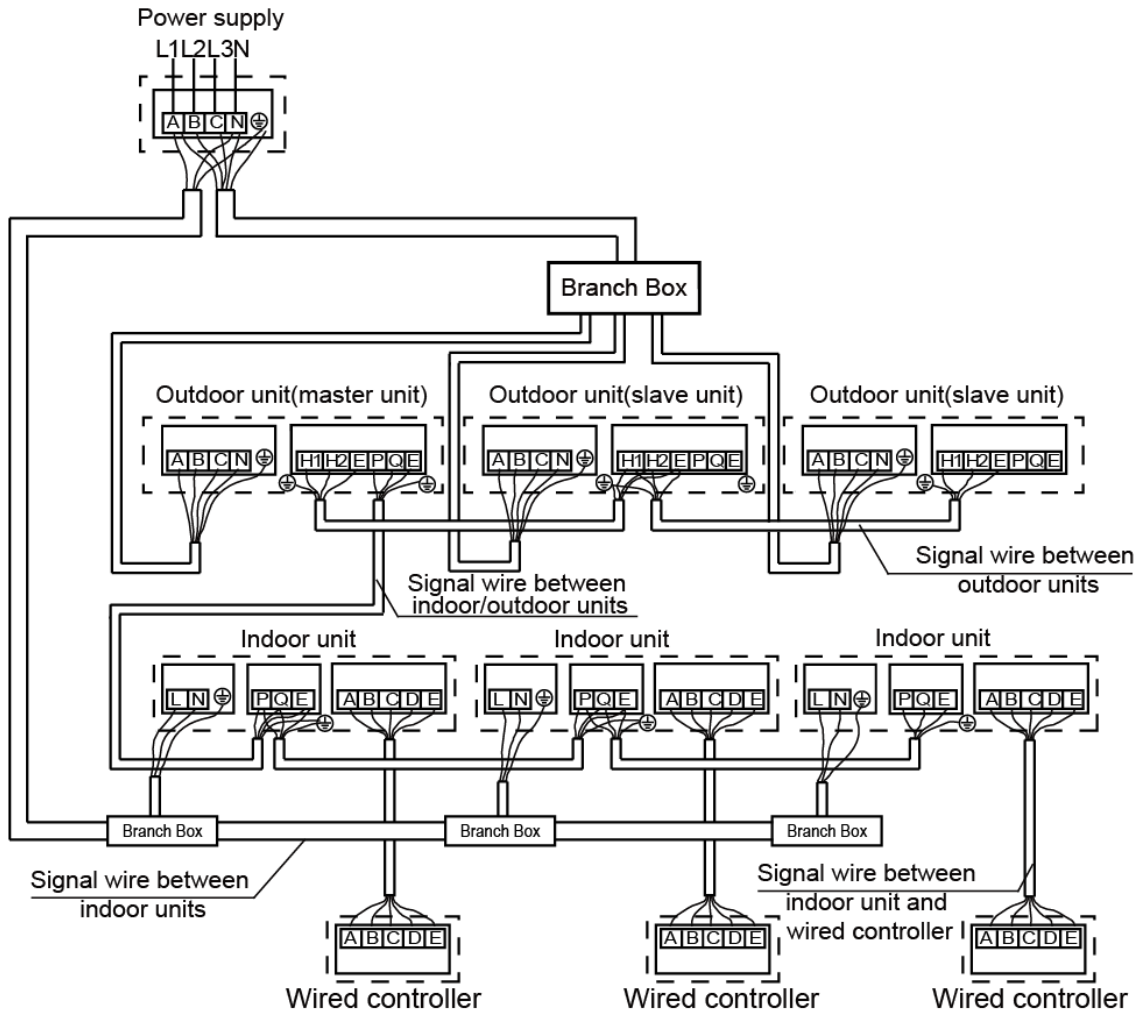 Power supply
L1L2L3N
A B C N
Branch Box
Outdoor unit(master unit)
Outdoor unit(slave unit)
Outdoor unit(slave unit)
A B C N
H1 H2 E P Q E
A B C N
H1 H2 E P Q E
A B C N
H1 H2 E P Q E
Signal wire between
outdoor units
Signal wire between
indoor/outdoor units
Indoor unit
Indoor unit
Indoor unit
L N
P Q E
A B C D E
L N
P Q E
A B C D E
L N
P Q E
A B C D E
Branch Box
Branch Box
Branch Box
Signal wire between
indoor units
Signal wire between
indoor unit and
wired controller
A B C D E
A B C D E
A B C D E
Wired controller
Wired controller
Wired controller